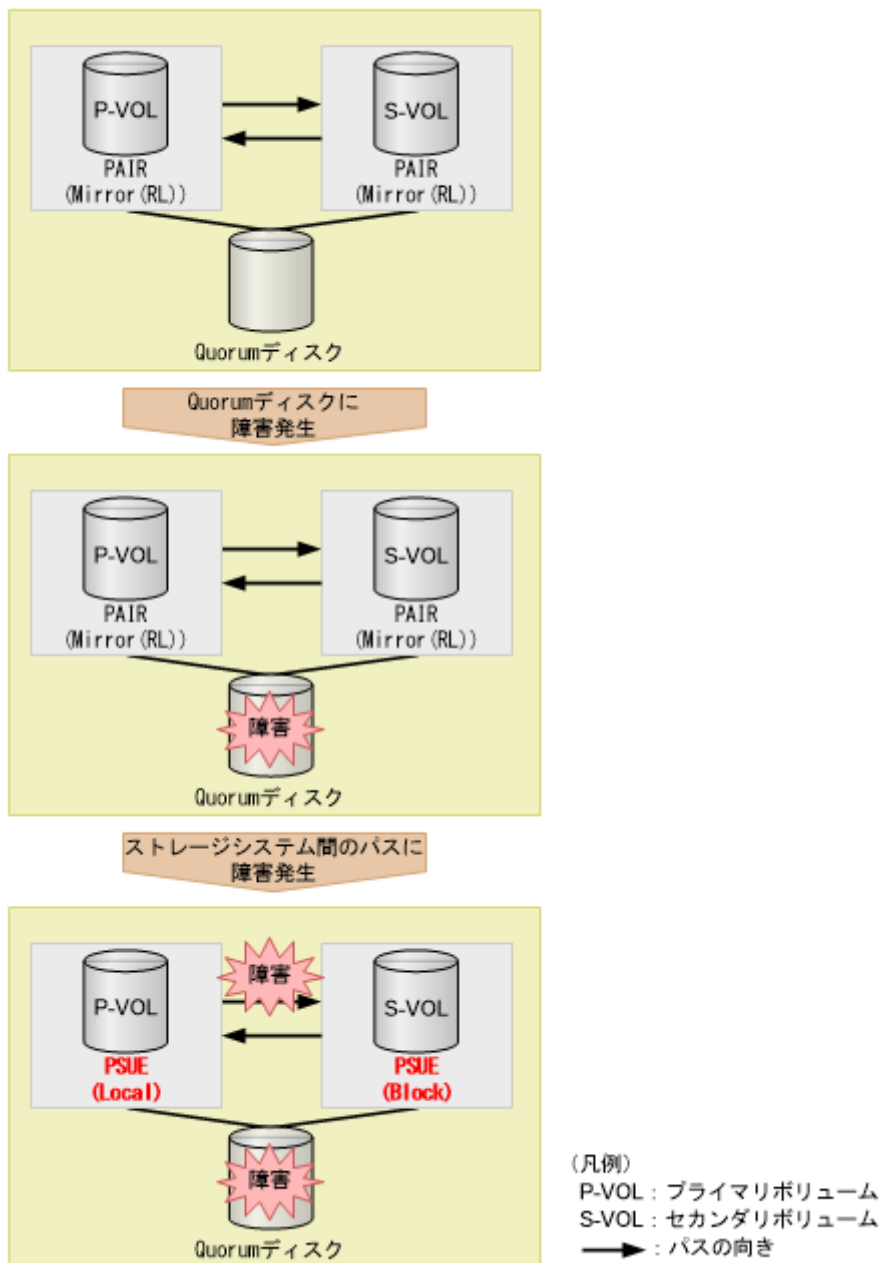 P-VOL
S-VOL
PAIR
(Mirror(RL))
PAIR
(Mirror(RL))
Quorumディスク
Quorumディスクに
障害発生
P-VOL
S-VOL
PAIR
(Mirror(RL))
PAIR
(Mirror(RL))
障害
Quorumディスク
ストレージシステム間のパスに
障害発生
障害
P-VOL
S-VOL
PSUE
(Local)
PSUE
(Block)
障害
Quorumディスク
(凡例)
P-VOL:プライマリボリューム
S-VOL:セカンダリボリューム
:パスの向き